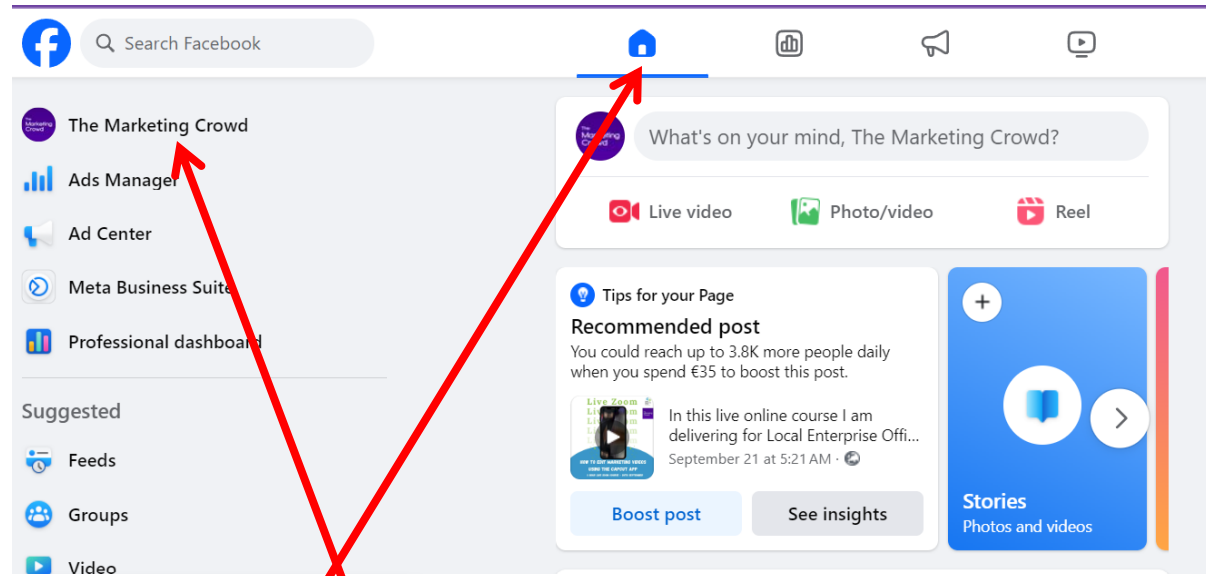 Search Facebook
The Marketing Crowd
Ads Manager
Ad Center
Meta Business Suite
Professional dashboard
Suggested
Feeds
Groups
Video
What's on your mind, The Marketing Crowd?
Live video
Photo/video
Reel
Tips for your Page
Recommended post
You could reach up to 3.8K more people daily
when you spend €35 to boost this post.
Live Zoom
In this live online course I am
delivering for Local Enterprise Offi...
September 21 at 5:21 AM ·
Boost post
See insights
Stories
Photos and videos